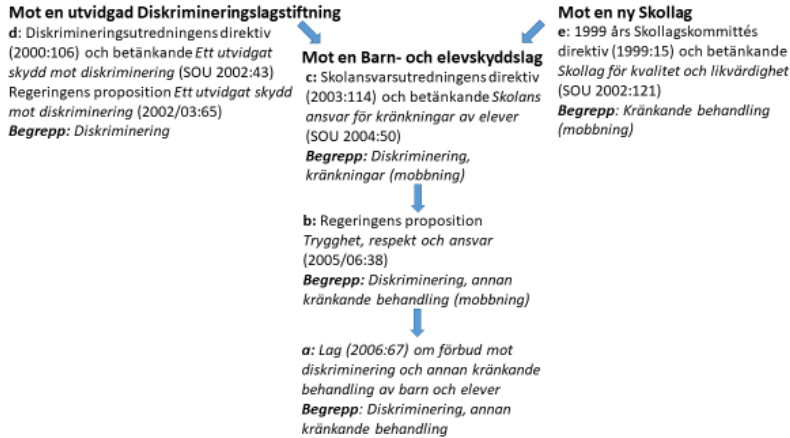 Mot en utvidgad Diskrimineringslagstiftning
d: Diskrimineringsutredningens direktiv
(2000:106) och betänkande Ett utvidgat
skydd mot diskriminering (SOU 2002:43)
Regeringens proposition Ett utvidgat skydd
mot diskriminering (2002/03:65)
Begrepp: Diskriminering
Mot en Barn- och elevskyddslag
c: Skolansvarsutredningens direktiv
(2003:114) och betänkande Skolans
ansvar för kränkningar av elever
(SOU 2004:50)
Begrepp: Diskriminering,
kränkningar (mobbning)
Mot en ny Skollag
e: 1999 års Skollagskommittés
direktiv (1999:15) och betänkande
Skollag för kvalitet och likvärdighet
(SOU 2002:121)
Begrepp: Kränkande behandling
(mobbning)
b: Regeringens proposition
Trygghet, respekt och ansvar
(2005/06:38)
Begrepp: Diskriminering, annan
kränkande behandling (mobbning)
a: Lag (2006:67) om förbud mot
diskriminering och annan kränkande
behandling av barn och elever
Begrepp: Diskriminering, annan
kränkande behandling